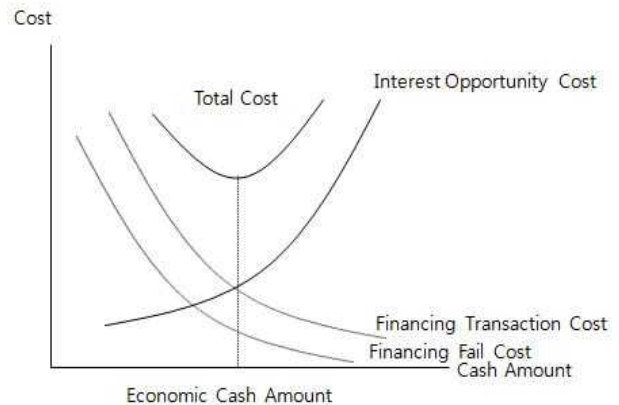 Cost
Interest Opportunity Cost
Total Cost
Financing Transaction Cost
Financing Fail Cost
Cash Amount
Economic Cash Amount